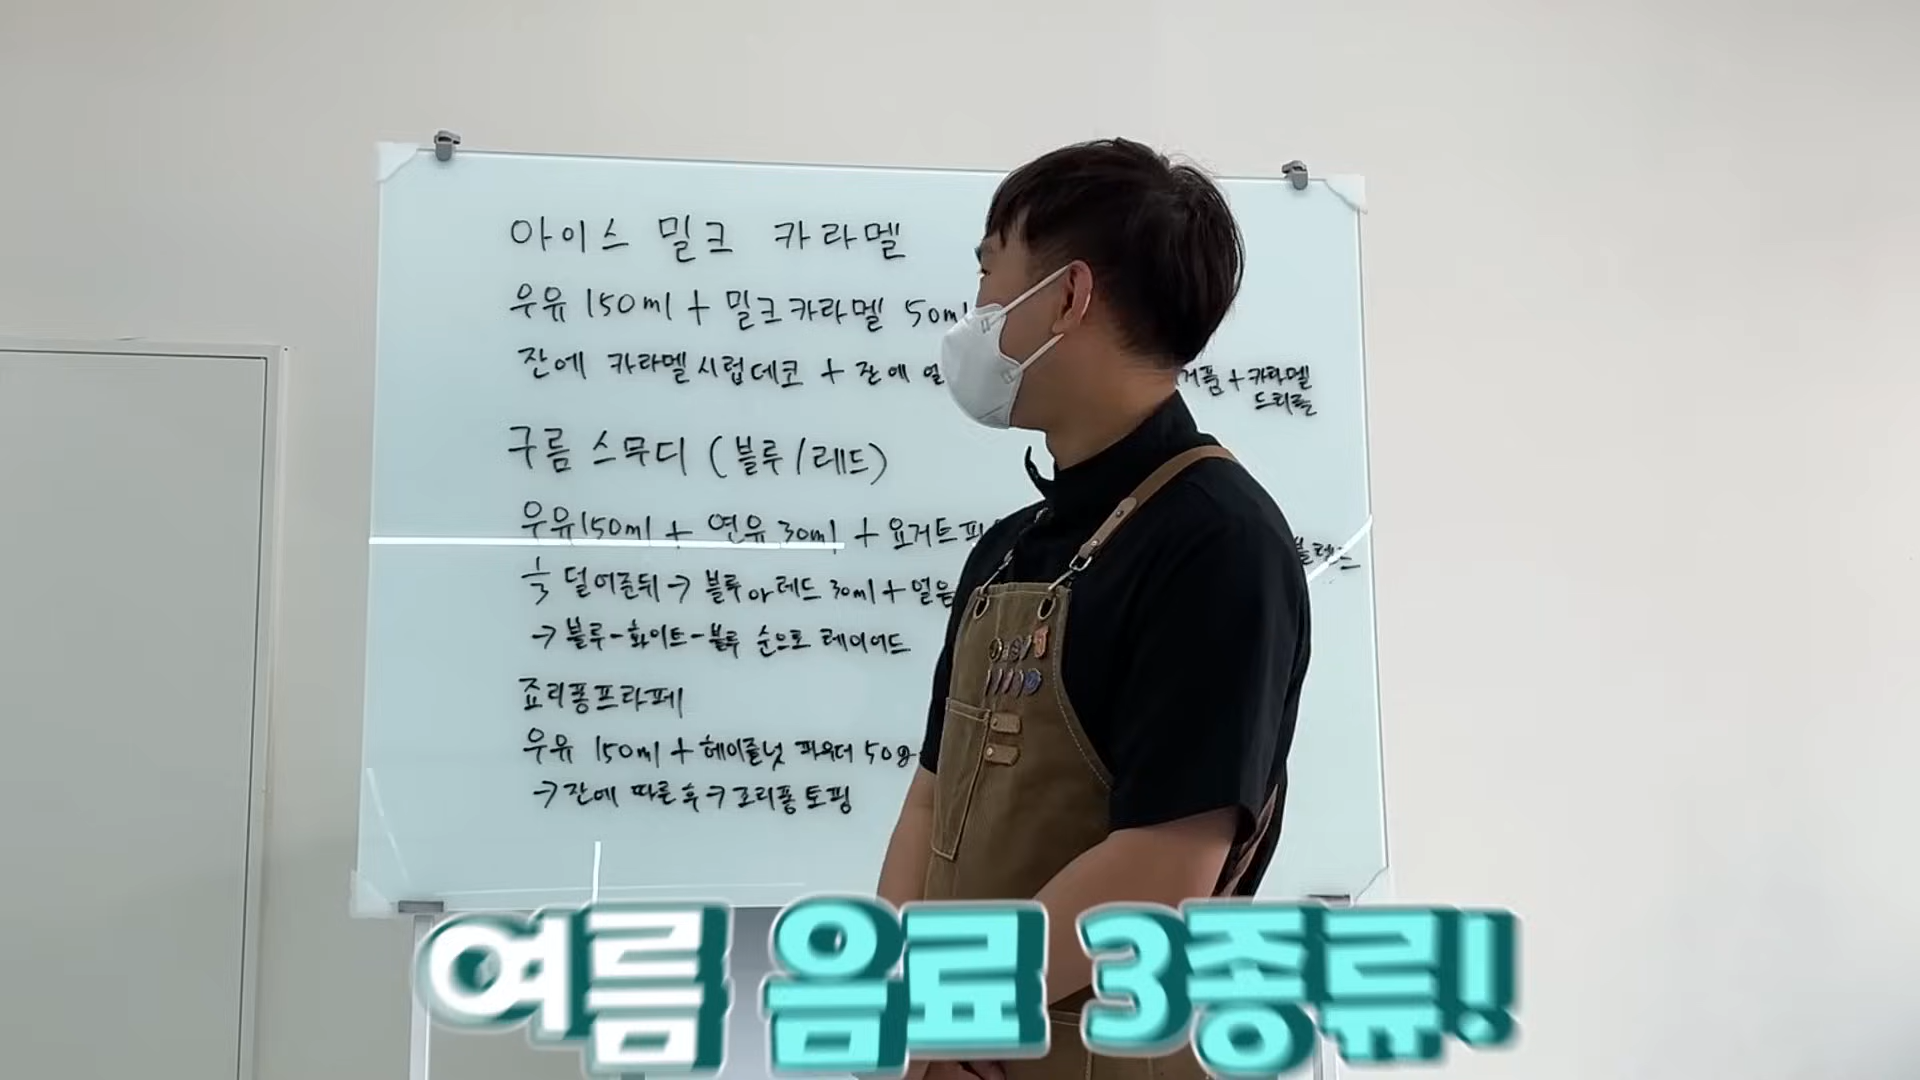 아이스 밀크 카라멜
우유 150ml + 밀크카라멜 50ml
잔에 카라멜시럽데코 + 잔에 얼 거품 + 카라멜
드리즐
구름 스무디 (블루/레드)
우유150ml + 연유 30ml + 요거트파 블렌드
덜어준뒤 → 블루or레드 30ml + 얼음
→ 블루-화이트-블루 순으로 레이어드
죠리퐁프라페
우유 150ml + 헤이즐넛 파우더 50g
→ 잔에 따른후 → 죠리퐁 토핑
여름 음료 3종류!